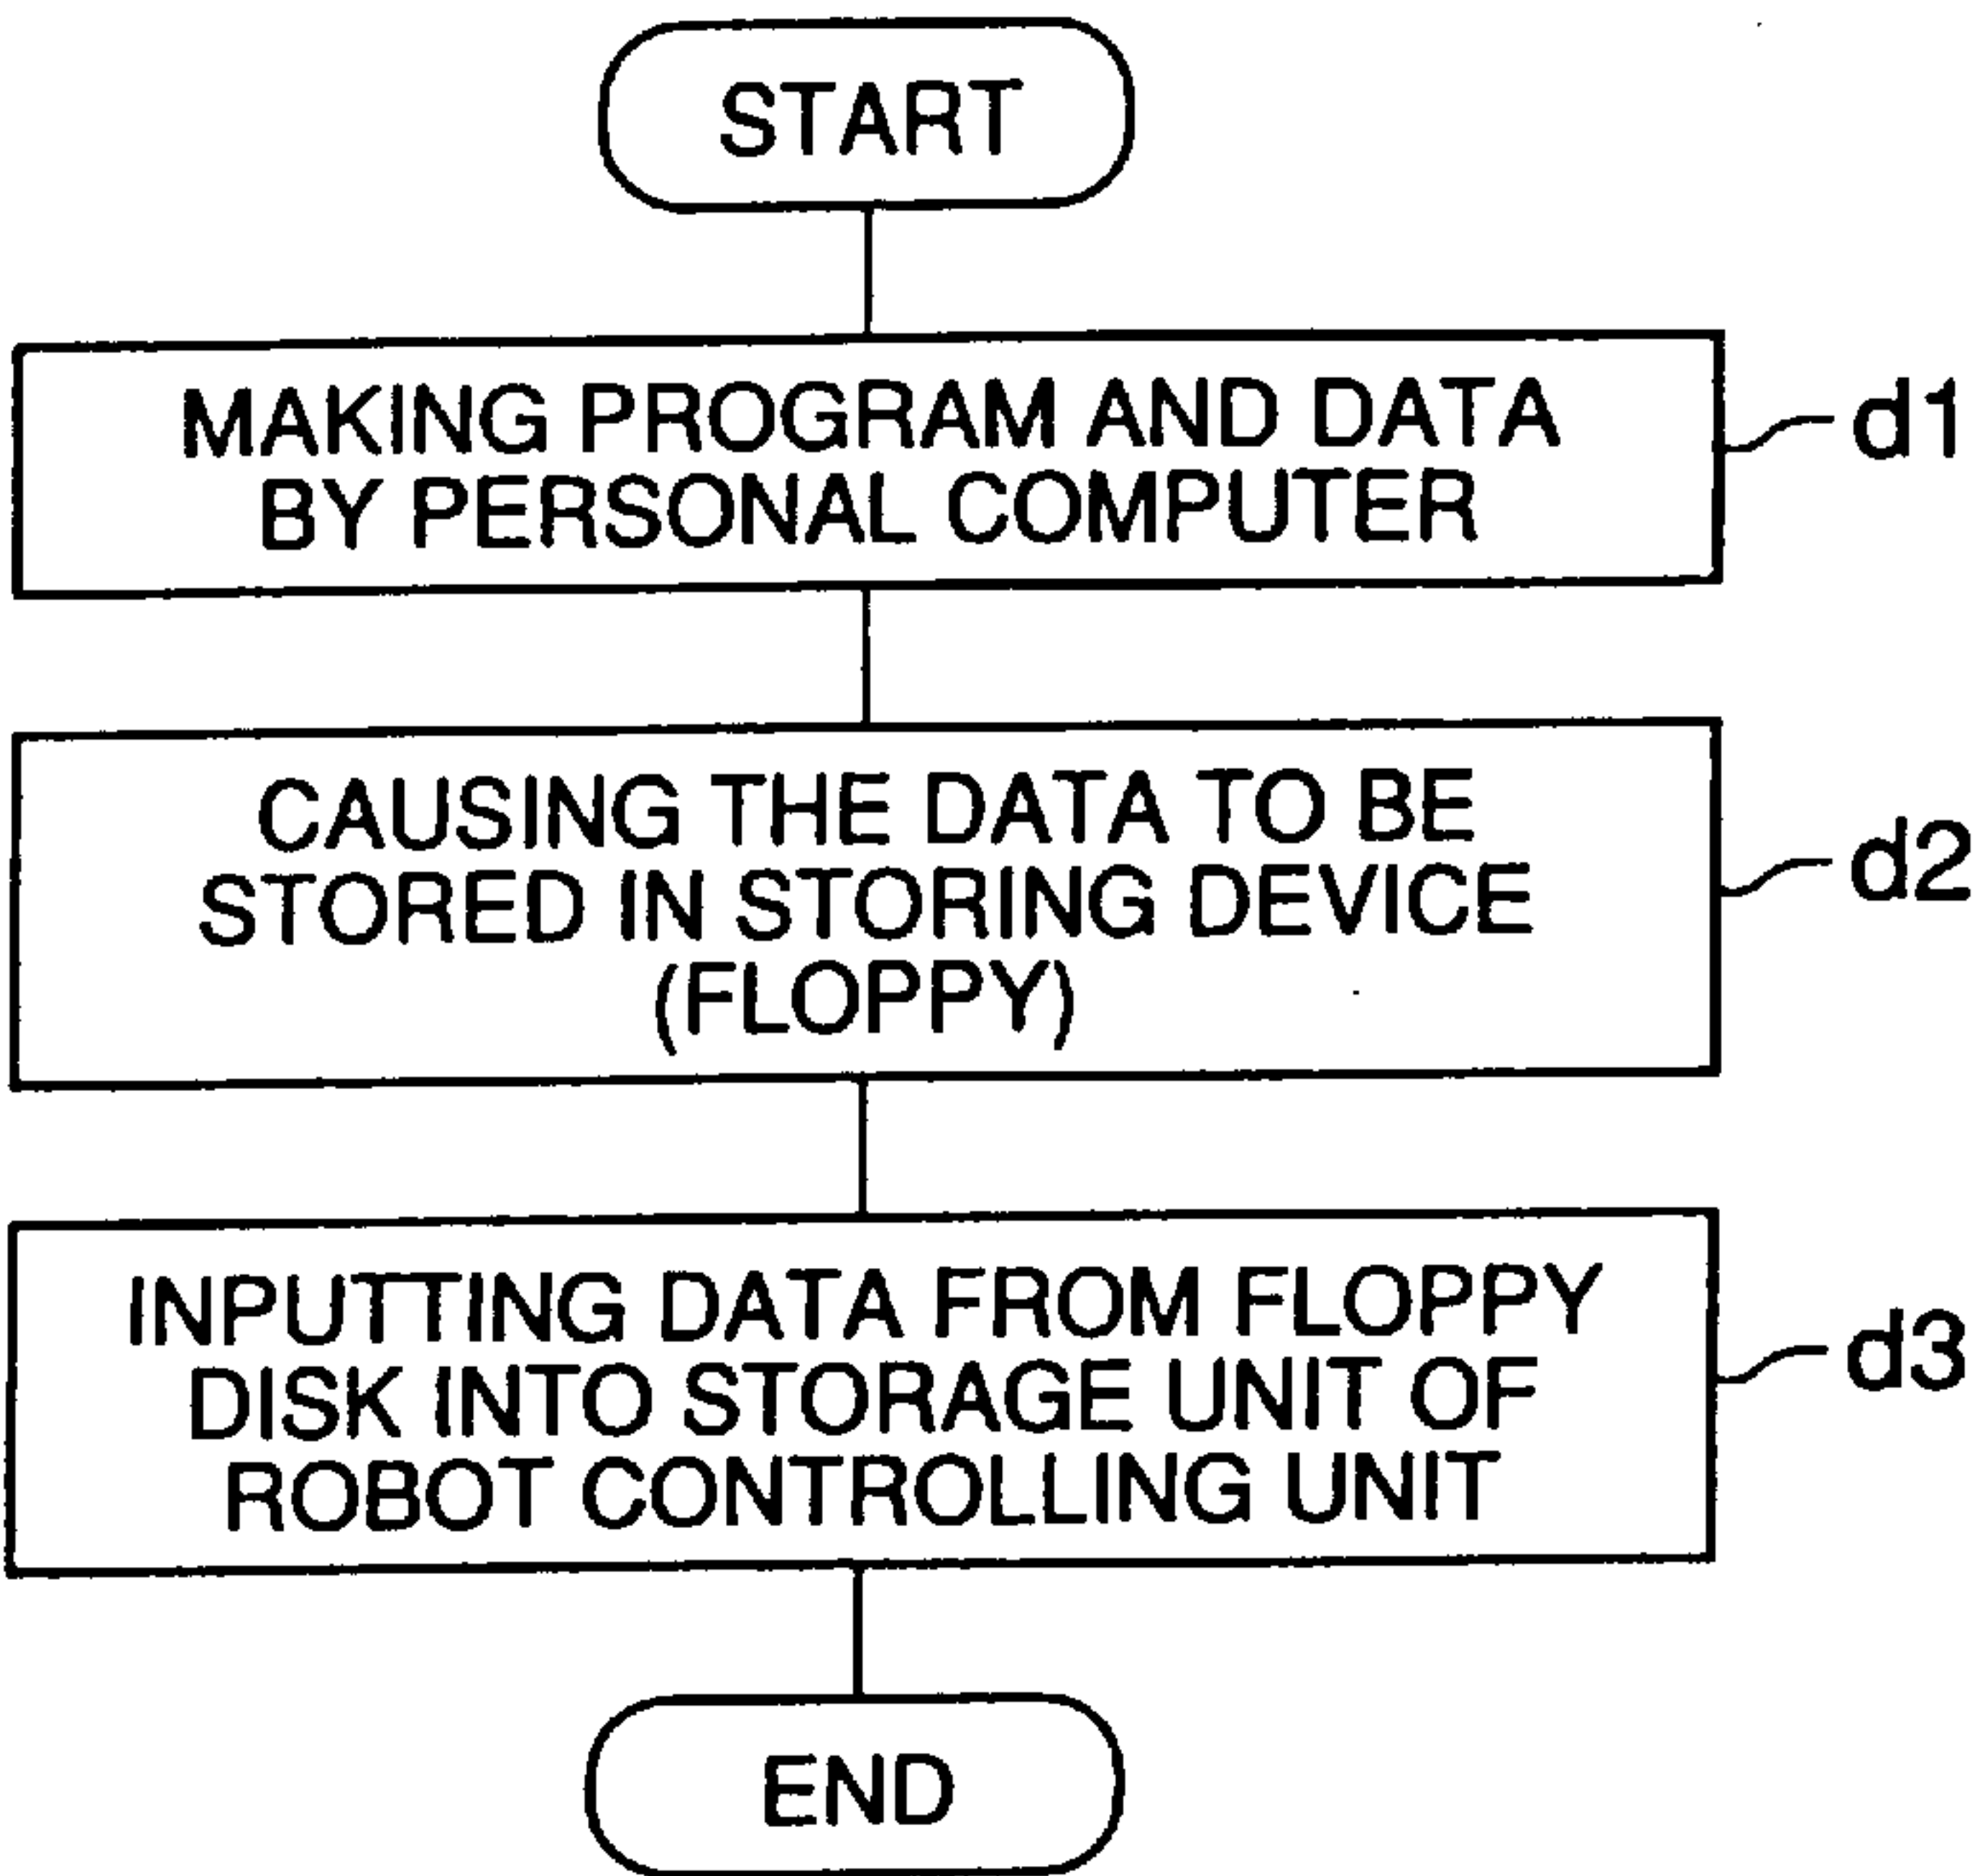 START
MAKING PROGRAM AND DATA
BY PERSONAL COMPUTER
d1
CAUSING THE DATA TO BE
STORED IN STORING DEVICE
(FLOPPY)
d2
INPUTTING DATA FROM FLOPPY
DISK INTO STORAGE UNIT OF
ROBOT CONTROLLING UNIT
d3
END